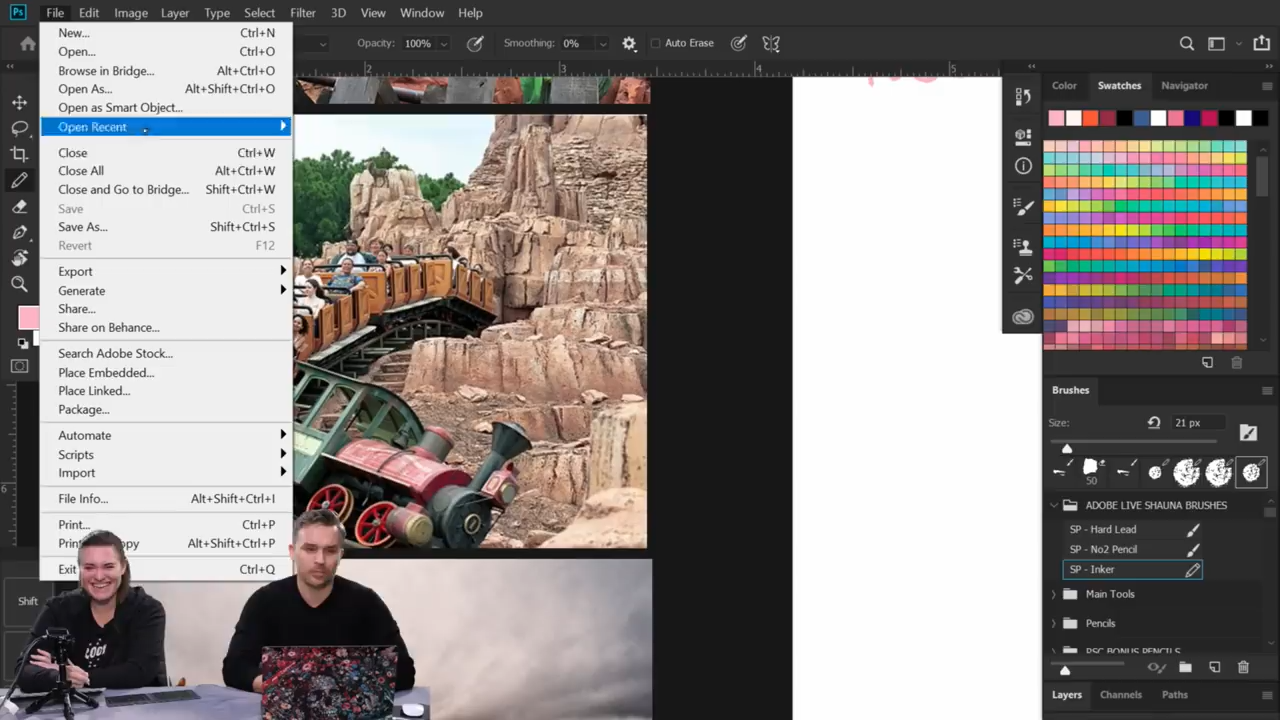 Ps File Edit Image Layer Type Select Filter 3D View Window Help
Opacity: 100% Smoothing: 0% Auto Erase
New... Ctrl+N
Open... Ctrl+O
Browse in Bridge... Alt+Ctrl+O
Open As... Alt+Shift+Ctrl+O
Open as Smart Object...
Open Recent
Close Ctrl+W
Close All Alt+Ctrl+W
Close and Go to Bridge... Shift+Ctrl+W
Save Ctrl+S
Save As... Shift+Ctrl+S
Revert F12
Export
Generate
Share...
Share on Behance...
Search Adobe Stock...
Place Embedded...
Place Linked...
Package...
Automate
Scripts
Import
File Info... Alt+Shift+Ctrl+I
Print... Ctrl+P
Alt+Shift+Ctrl+P
Exit Ctrl+Q
Shift
2 3 4 5
6
Color Swatches Navigator
Brushes
Size: 21 px
50
ADOBE LIVE SHAUNA BRUSHES
SP - Hard Lead
SP - No2 Pencil
SP - Inker
Main Tools
Pencils
PSC BONUS PENCILS
Layers Channels Paths